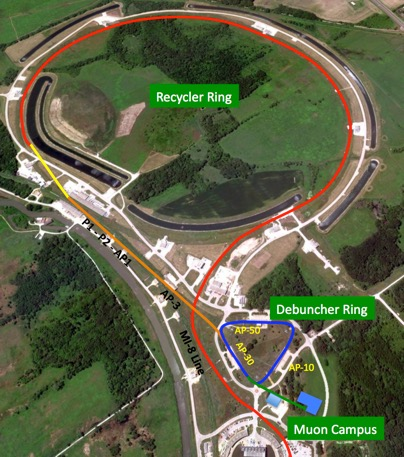 Recycler Ring
P1 - P2 -AP1
AP-3
MI-8 Line
Debuncher Ring
AP-50
AP-30
AP-10
Muon Campus